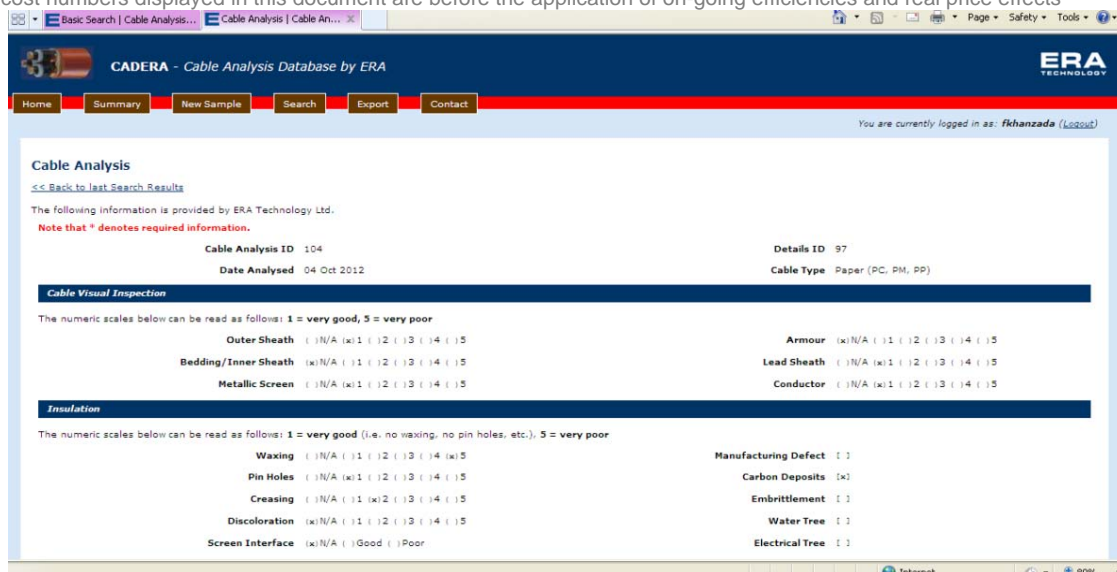 cost numbers displayed in this document are before the application of on-going efficiencies and real price effects
Basic Search | Cable Analysis... Cable Analysis | Cable An... Page Safety Tools
CADERA - Cable Analysis Database by ERA
ERA
TECHNOLOGY
Home Summary New Sample Search Export Contact
You are currently logged in as: fkhanzada (Logout)
Cable Analysis
<< Back to last Search Results
The following information is provided by ERA Technology Ltd.
Note that * denotes required information.
Cable Analysis ID 104 Details ID 97
Date Analysed 04 Oct 2012 Cable Type Paper (PC, PM, PP)
Cable Visual Inspection
The numeric scales below can be read as follows: 1 = very good, 5 = very poor
Outer Sheath ( )N/A (x)1 ( )2 ( )3 ( )4 ( )5 Armour (x)N/A ( )1 ( )2 ( )3 ( )4 ( )5
Bedding/Inner Sheath (x)N/A ( )1 ( )2 ( )3 ( )4 ( )5 Lead Sheath ( )N/A (x)1 ( )2 ( )3 ( )4 ( )5
Metallic Screen ( )N/A (x)1 ( )2 ( )3 ( )4 ( )5 Conductor ( )N/A (x)1 ( )2 ( )3 ( )4 ( )5
Insulation
The numeric scales below can be read as follows: 1 = very good (i.e. no waxing, no pin holes, etc.), 5 = very poor
Waxing ( )N/A ( )1 ( )2 ( )3 ( )4 (x)5 Manufacturing Defect [ ]
Pin Holes ( )N/A (x)1 ( )2 ( )3 ( )4 ( )5 Carbon Deposits [x]
Creasing ( )N/A ( )1 (x)2 ( )3 ( )4 ( )5 Embrittlement [ ]
Discoloration (x)N/A ( )1 ( )2 ( )3 ( )4 ( )5 Water Tree [ ]
Screen Interface (x)N/A ( )Good ( )Poor Electrical Tree [ ]